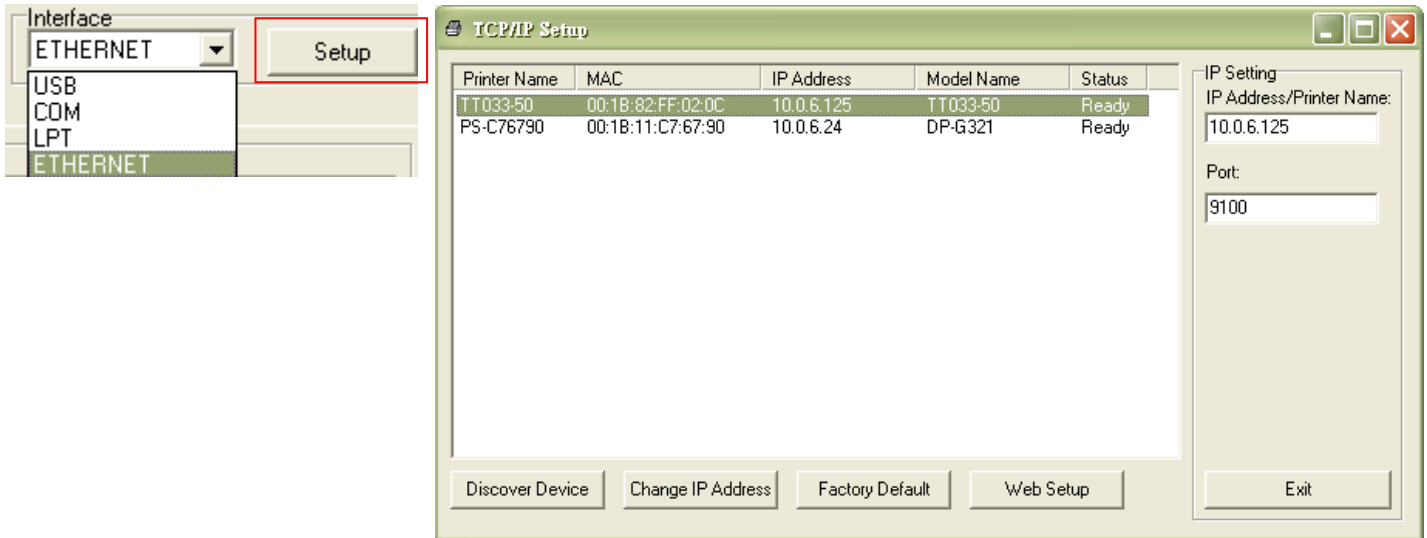 Interface
ETHERNET
Setup
USB
COM
LPT
ETHERNET
TCP/IP Setup
Printer Name MAC IP Address Model Name Status
TT033-50 00:1B:82:FF:02:0C 10.0.6.125 TT033-50 Ready
PS-C76790 00:1B:11:C7:67:90 10.0.6.24 DP-G321 Ready
IP Setting
IP Address/Printer Name:
10.0.6.125
Port:
9100
Discover Device Change IP Address Factory Default Web Setup Exit